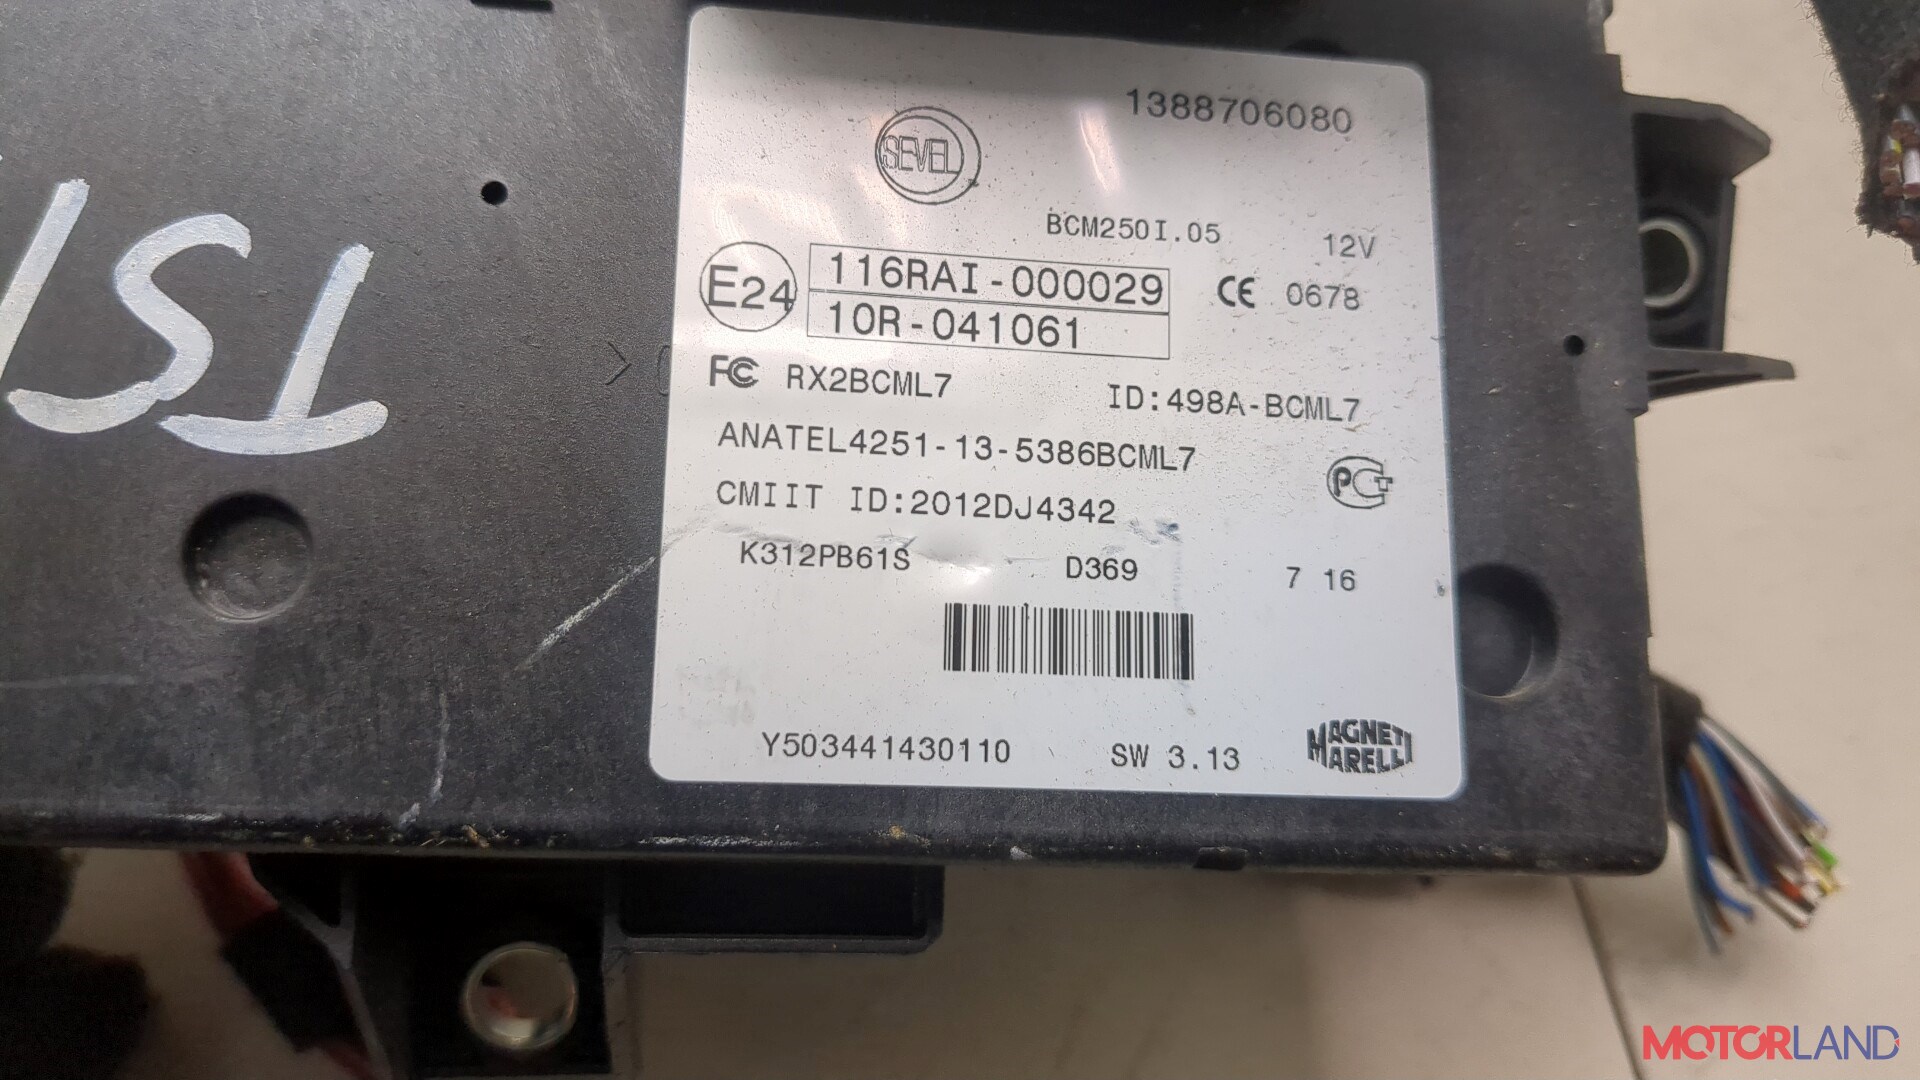 1388706080
SEVEL
BCM250I.05 12V
E24 116RAI-000029 CE 0678
10R-041061
FC RX2BCML7 ID:498A-BCML7
ANATEL4251-13-5386BCML7
CMIIT ID:2012DJ4342
K312PB61S D369 7 16
Y503441430110 SW 3.13 MAGNETI MARELLI
MOTORLAND